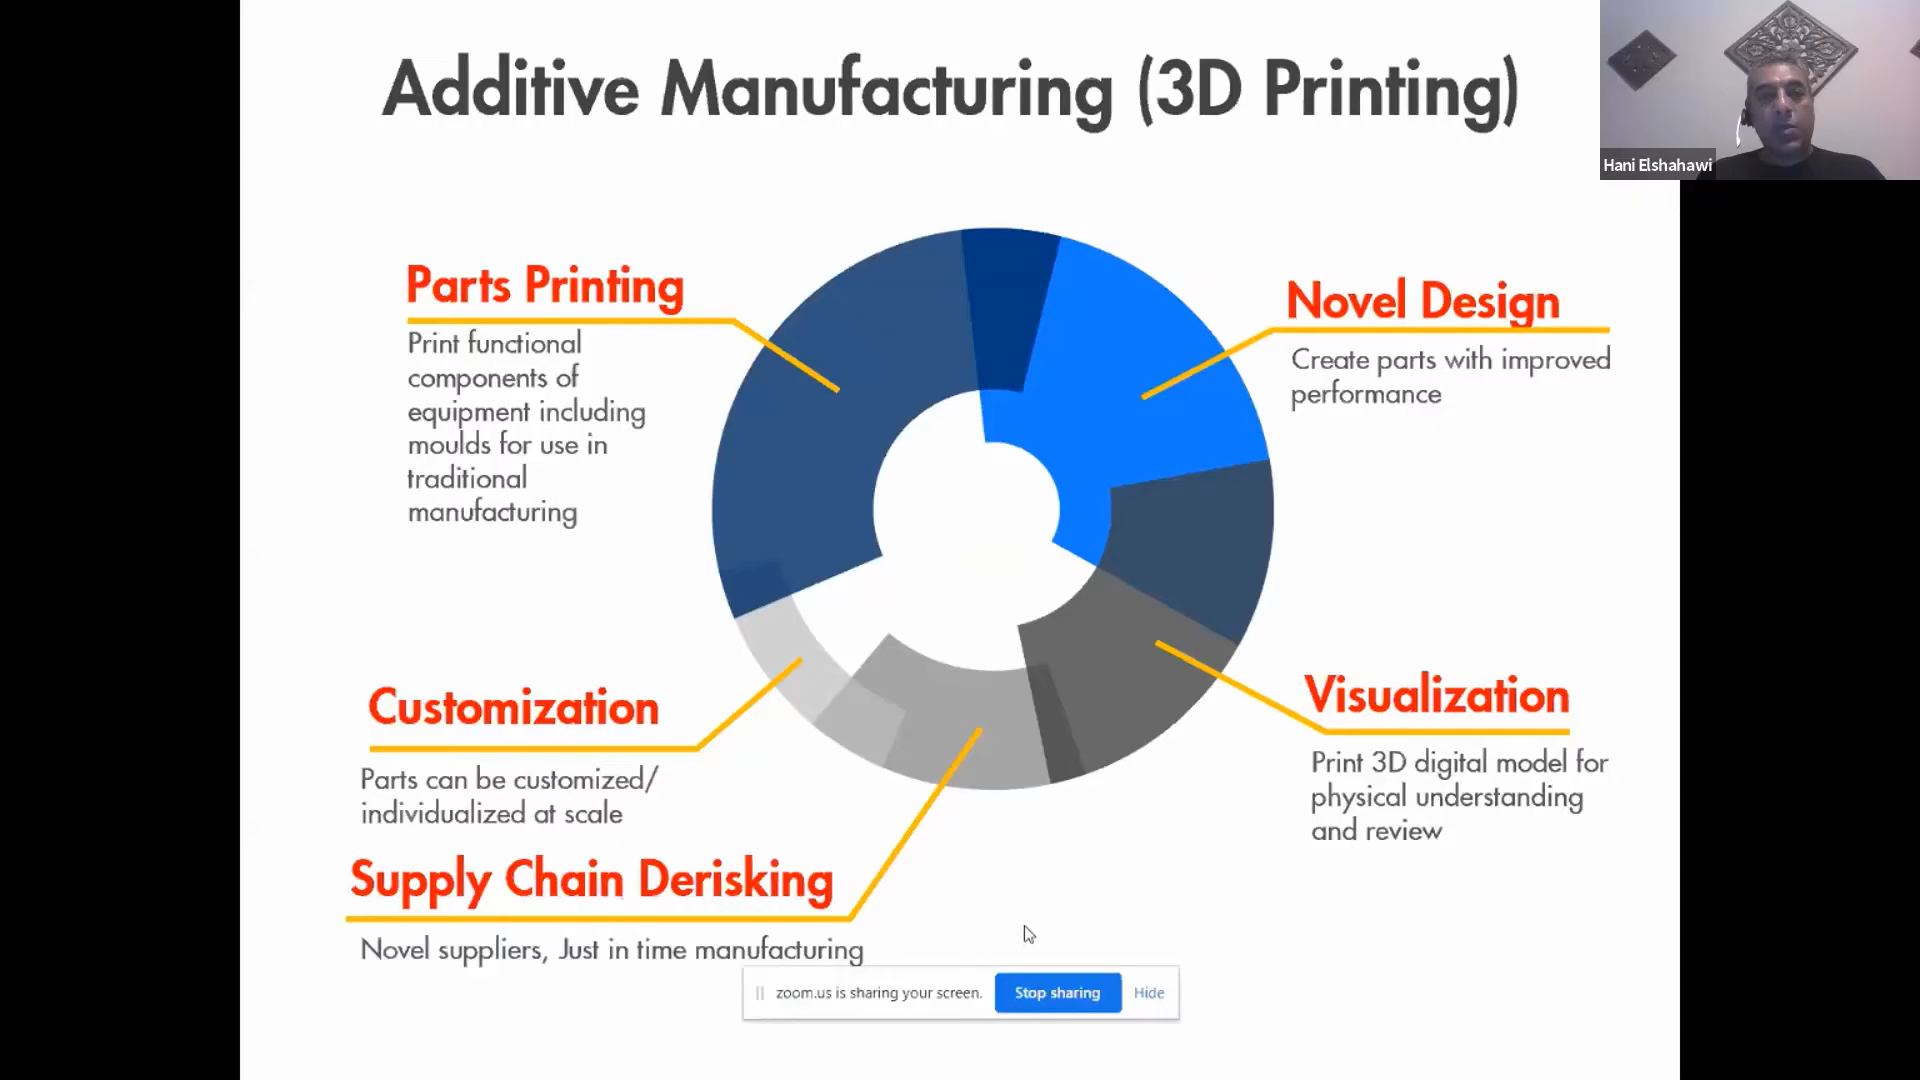 Additive Manufacturing (3D Printing)
Hani Elshahawi
Parts Printing
Print functional
components of
equipment including
moulds for use in
traditional
manufacturing
Novel Design
Create parts with improved
performance
Customization
Parts can be customized/
individualized at scale
Visualization
Print 3D digital model for
physical understanding
and review
Supply Chain Derisking
Novel suppliers, Just in time manufacturing
zoom.us is sharing your screen.
Stop sharing
Hide